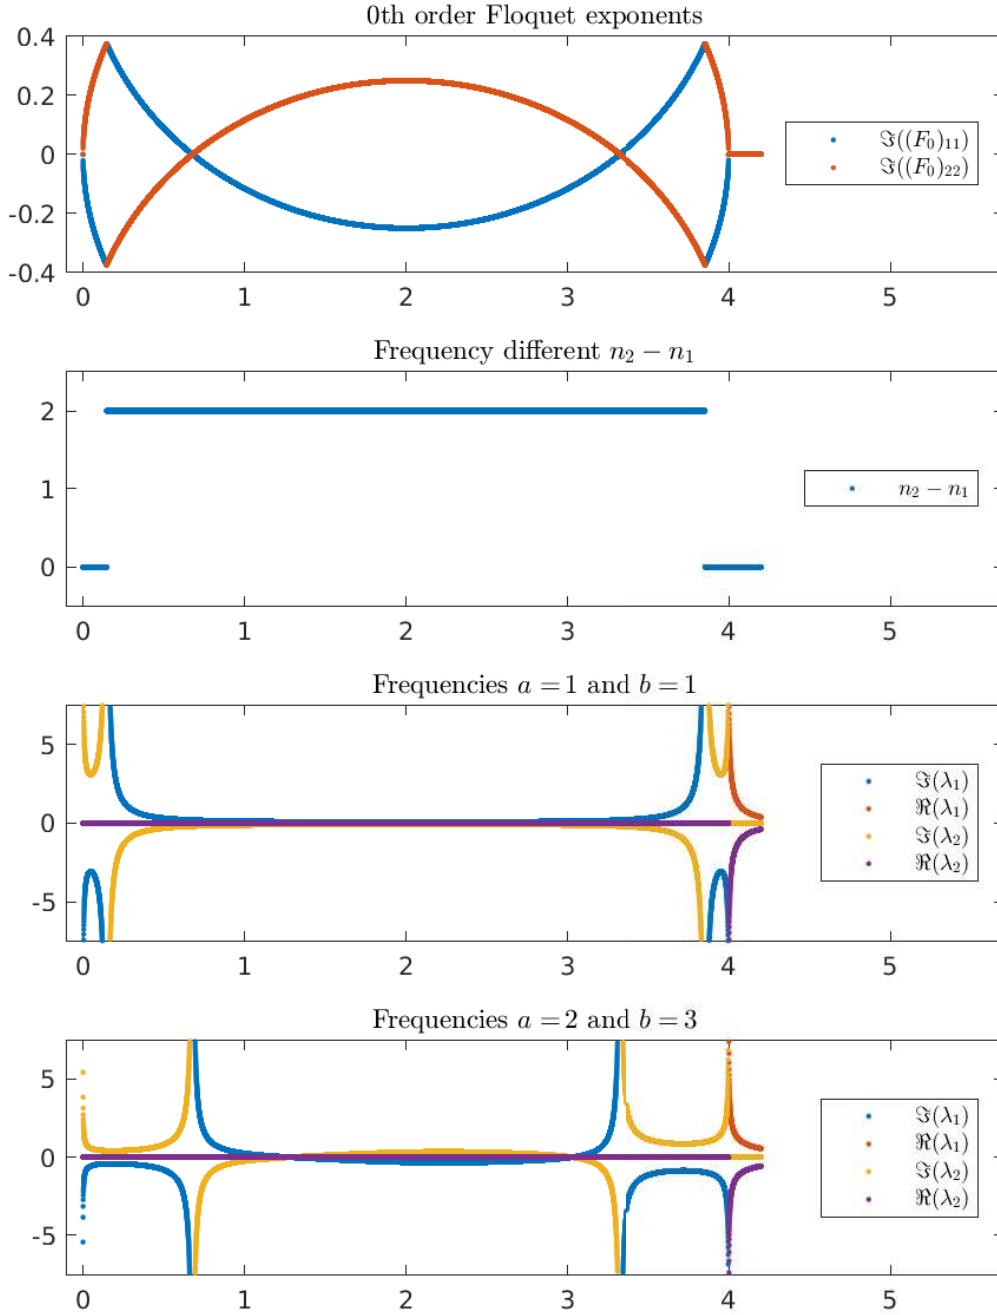 0th order Floquet exponents
0.4
0.2
0
-0.2
-0.4
0 1 2 3 4 5
ℑ((F₀)₁₁)
ℑ((F₀)₂₂)
Frequency different n₂ − n₁
2
1
0
0 1 2 3 4 5
n₂ − n₁
Frequencies a = 1 and b = 1
5
0
-5
0 1 2 3 4 5
ℑ(λ₁)
ℜ(λ₁)
ℑ(λ₂)
ℜ(λ₂)
Frequencies a = 2 and b = 3
5
0
-5
0 1 2 3 4 5
ℑ(λ₁)
ℜ(λ₁)
ℑ(λ₂)
ℜ(λ₂)